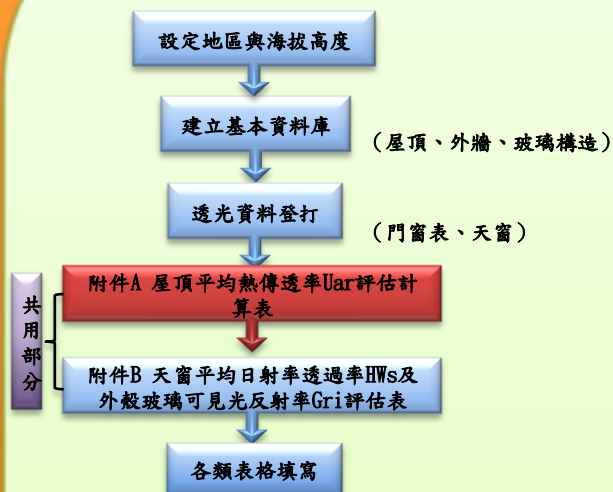 設定地區與海拔高度
建立基本資料庫
（屋頂、外牆、玻璃構造）
透光資料登打
（門窗表、天窗）
共用部分
附件A 屋頂平均熱傳透率Uar評估計
算表
附件B 天窗平均日射率透過率HWs及
外殼玻璃可見光反射率Gri評估表
各類表格填寫